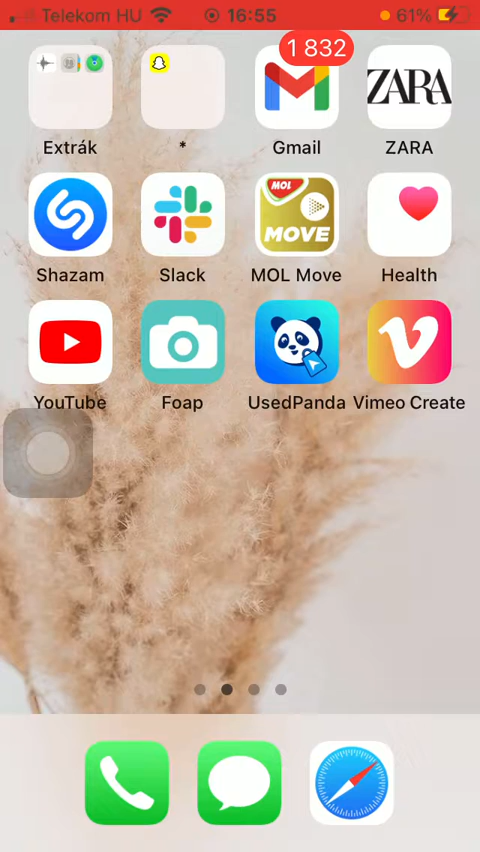 Telekom HU 16:55 61%
1 832
Extrák * Gmail ZARA
ZARA
MOL
MOVE
Shazam Slack MOL Move Health
YouTube Foap UsedPanda Vimeo Create